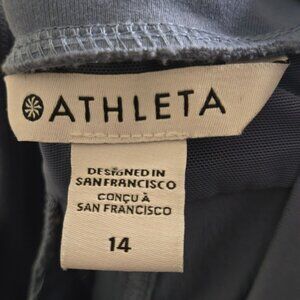 ATHLETA
DESIGNED IN
SAN FRANCISCO
CONÇU À
SAN FRANCISCO
14